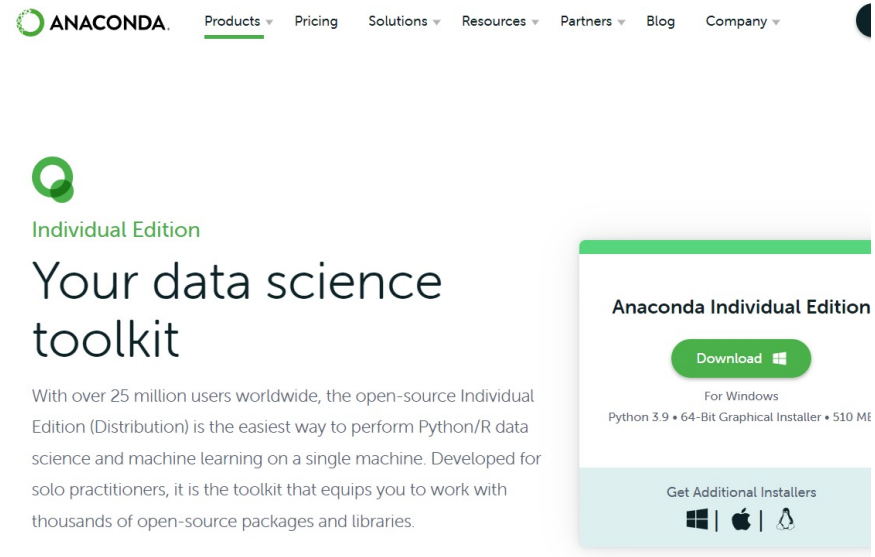 ANACONDA.
Products Pricing Solutions Resources Partners Blog Company
Individual Edition
Your data science
toolkit
With over 25 million users worldwide, the open-source Individual
Edition (Distribution) is the easiest way to perform Python/R data
science and machine learning on a single machine. Developed for
solo practitioners, it is the toolkit that equips you to work with
thousands of open-source packages and libraries.
Anaconda Individual Edition
Download
For Windows
Python 3.9 • 64-Bit Graphical Installer • 510 MB
Get Additional Installers
| |